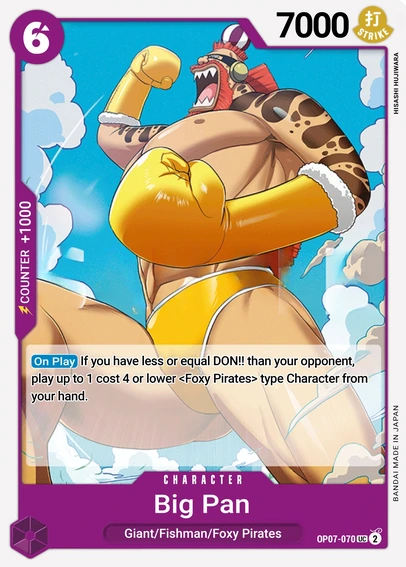 6
7000
打
STRIKE
HISASHI HUJIWARA
COUNTER +1000
On Play If you have less or equal DON!! than your opponent,
play up to 1 cost 4 or lower <Foxy Pirates> type Character from
your hand.
BANDAI MADE IN JAPAN
CHARACTER
Big Pan
Giant/Fishman/Foxy Pirates
OP07-070 UC 2